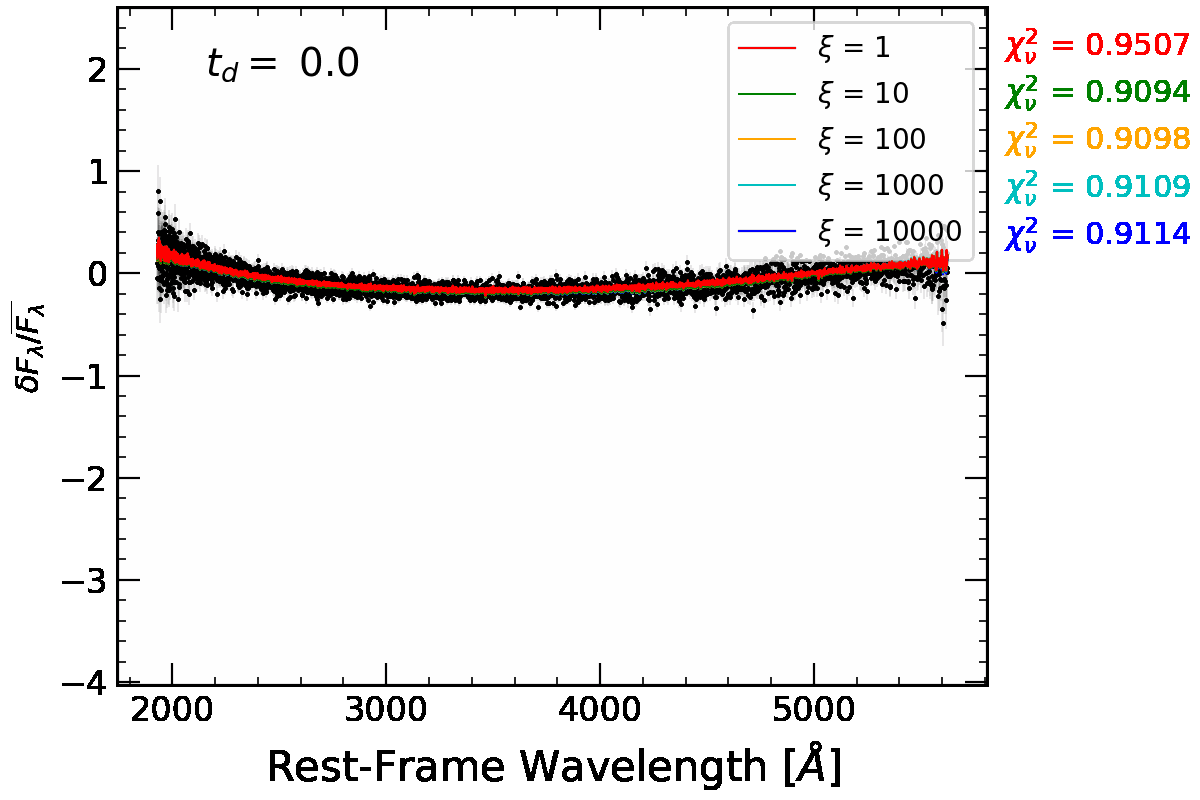 t_d = 0.0
ξ = 1
ξ = 10
ξ = 100
ξ = 1000
ξ = 10000
χ²_ν = 0.9507
χ²_ν = 0.9094
χ²_ν = 0.9098
χ²_ν = 0.9109
χ²_ν = 0.9114
2
1
0
−1
−2
−3
−4
δF_λ/F̅_λ
2000 3000 4000 5000
Rest-Frame Wavelength [Å]